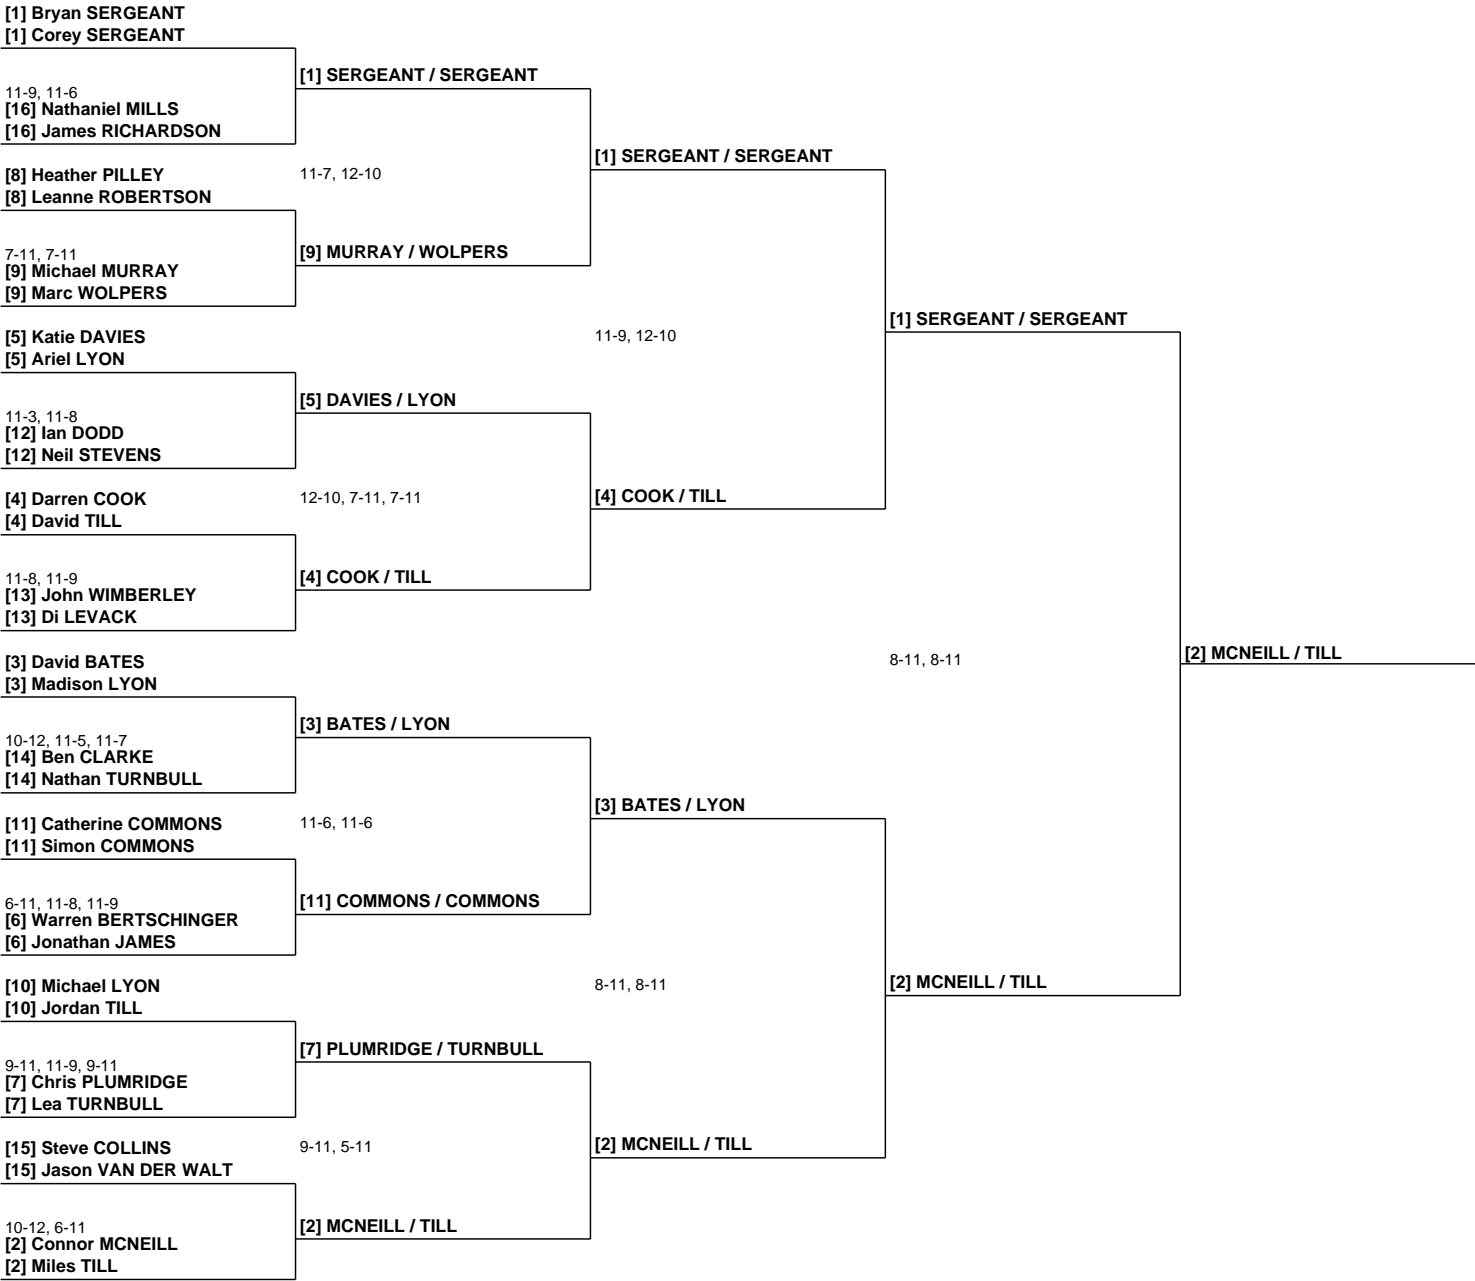 [1] Bryan SERGEANT
[1] Corey SERGEANT
11-9, 11-6
[16] Nathaniel MILLS
[16] James RICHARDSON
[8] Heather PILLEY
[8] Leanne ROBERTSON
7-11, 7-11
[9] Michael MURRAY
[9] Marc WOLPERS
[5] Katie DAVIES
[5] Ariel LYON
11-3, 11-8
[12] Ian DODD
[12] Neil STEVENS
[4] Darren COOK
[4] David TILL
11-8, 11-9
[13] John WIMBERLEY
[13] Di LEVACK
[3] David BATES
[3] Madison LYON
10-12, 11-5, 11-7
[14] Ben CLARKE
[14] Nathan TURNBULL
[11] Catherine COMMONS
[11] Simon COMMONS
6-11, 11-8, 11-9
[6] Warren BERTSCHINGER
[6] Jonathan JAMES
[10] Michael LYON
[10] Jordan TILL
9-11, 11-9, 9-11
[7] Chris PLUMRIDGE
[7] Lea TURNBULL
[15] Steve COLLINS
[15] Jason VAN DER WALT
10-12, 6-11
[2] Connor MCNEILL
[2] Miles TILL
[1] SERGEANT / SERGEANT
11-7, 12-10
[9] MURRAY / WOLPERS
[5] DAVIES / LYON
12-10, 7-11, 7-11
[4] COOK / TILL
[3] BATES / LYON
11-6, 11-6
[11] COMMONS / COMMONS
[7] PLUMRIDGE / TURNBULL
9-11, 5-11
[2] MCNEILL / TILL
[1] SERGEANT / SERGEANT
11-9, 12-10
[4] COOK / TILL
[3] BATES / LYON
8-11, 8-11
[2] MCNEILL / TILL
[1] SERGEANT / SERGEANT
8-11, 8-11
[2] MCNEILL / TILL
[2] MCNEILL / TILL